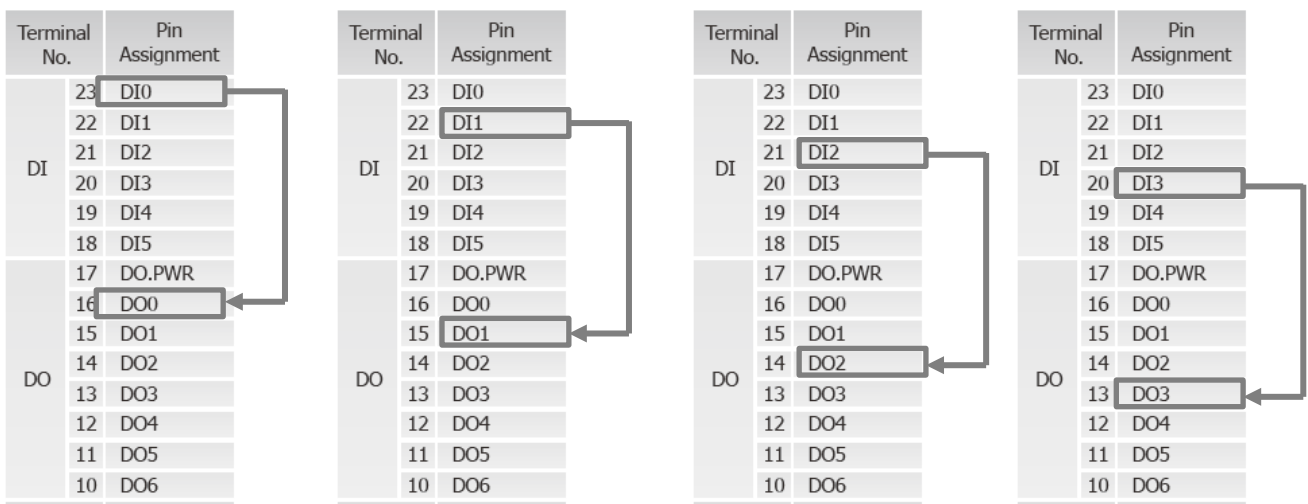 Terminal No. Pin Assignment
23 DI0
22 DI1
21 DI2
DI
20 DI3
19 DI4
18 DI5
17 DO.PWR
16 DO0
15 DO1
14 DO2
DO
13 DO3
12 DO4
11 DO5
10 DO6
Terminal No. Pin Assignment
23 DI0
22 DI1
21 DI2
DI
20 DI3
19 DI4
18 DI5
17 DO.PWR
16 DO0
15 DO1
14 DO2
DO
13 DO3
12 DO4
11 DO5
10 DO6
Terminal No. Pin Assignment
23 DI0
22 DI1
21 DI2
DI
20 DI3
19 DI4
18 DI5
17 DO.PWR
16 DO0
15 DO1
14 DO2
DO
13 DO3
12 DO4
11 DO5
10 DO6
Terminal No. Pin Assignment
23 DI0
22 DI1
21 DI2
DI
20 DI3
19 DI4
18 DI5
17 DO.PWR
16 DO0
15 DO1
14 DO2
DO
13 DO3
12 DO4
11 DO5
10 DO6